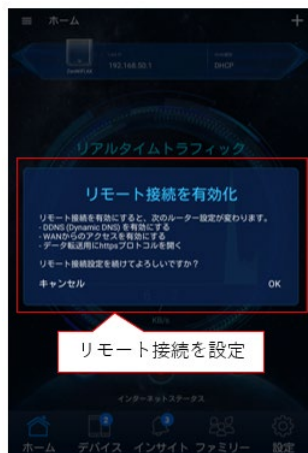 ホーム
192.168.50.1
DHCP
リアルタイムトラフィック
リモート接続を有効化
リモート接続を有効にすると、次のルーター設定が変わります。
- DDNS (Dynamic DNS) を有効にする
- WANからのアクセスを有効にする
- データ転送用にhttpsプロトコルを開く
リモート接続設定を続けてよろしいですか？
キャンセル
OK
リモート接続を設定
インターネットステータス
ホーム
デバイス
インサイト
ファミリー
設定